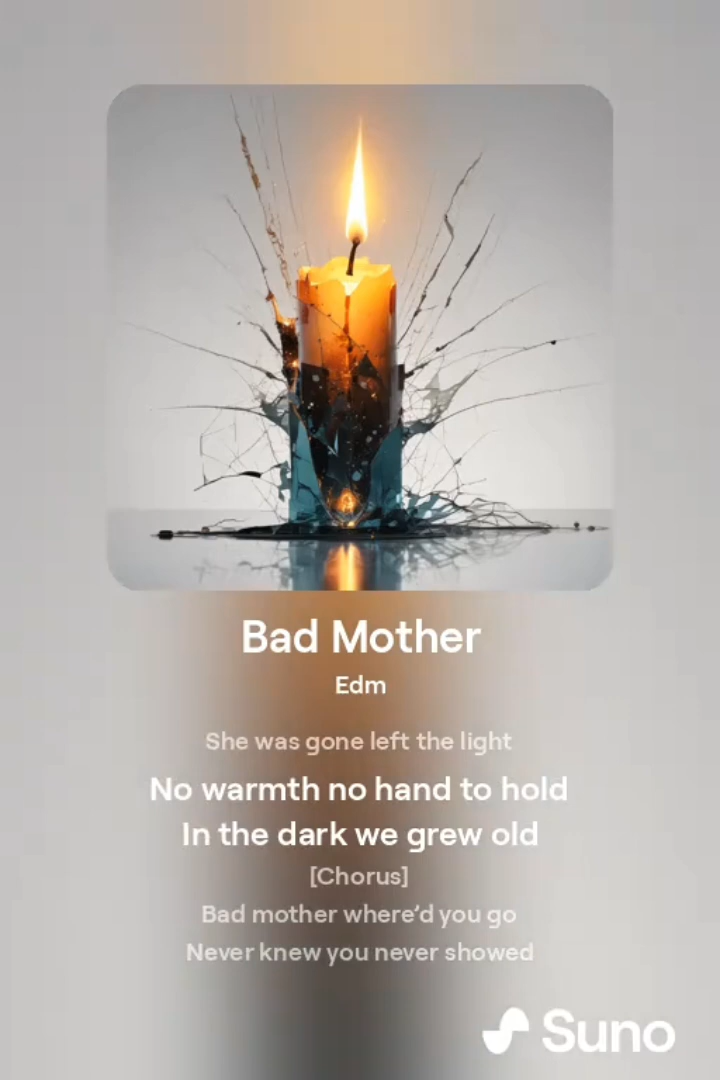 Bad Mother
Edm
She was gone left the light
No warmth no hand to hold
In the dark we grew old
[Chorus]
Bad mother where’d you go
Never knew you never showed
Suno